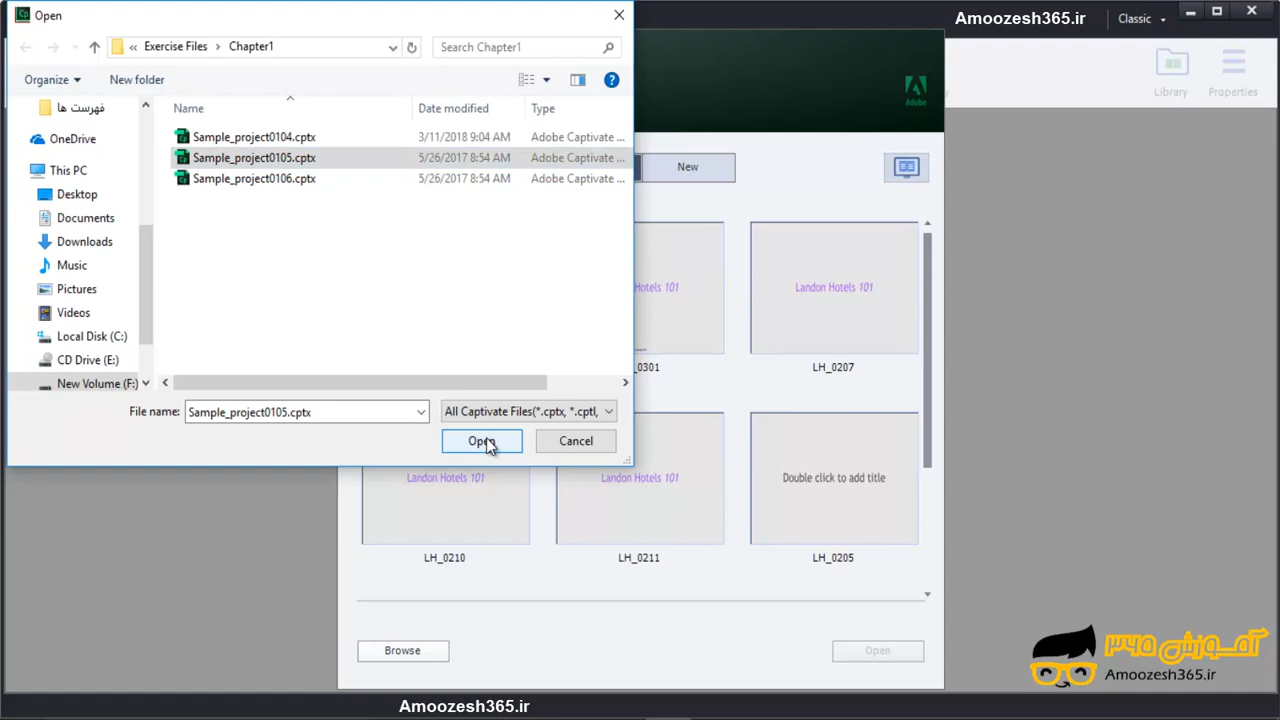 Open
Amoozesh365.ir
Classic
« Exercise Files › Chapter1
Search Chapter1
Library
Properties
Adobe
Organize
New folder
Name
Date modified
Type
فهرست ها
OneDrive
This PC
Desktop
Documents
Downloads
Music
Pictures
Videos
Local Disk (C:)
CD Drive (E:)
New Volume (F:)
Sample_project0104.cptx 3/11/2018 9:04 AM Adobe Captivate ...
Sample_project0105.cptx 5/26/2017 8:54 AM Adobe Captivate ...
Sample_project0106.cptx 5/26/2017 8:54 AM Adobe Captivate ...
File name:
Sample_project0105.cptx
All Captivate Files(*.cptx, *.cptl,
Open
Cancel
New
Hotels 101
Landon Hotels 101
_0301
LH_0207
Landon Hotels 101
Landon Hotels 101
Double click to add title
LH_0210
LH_0211
LH_0205
Browse
Open
آموزش ۳۶۵
Amoozesh365.ir
Amoozesh365.ir